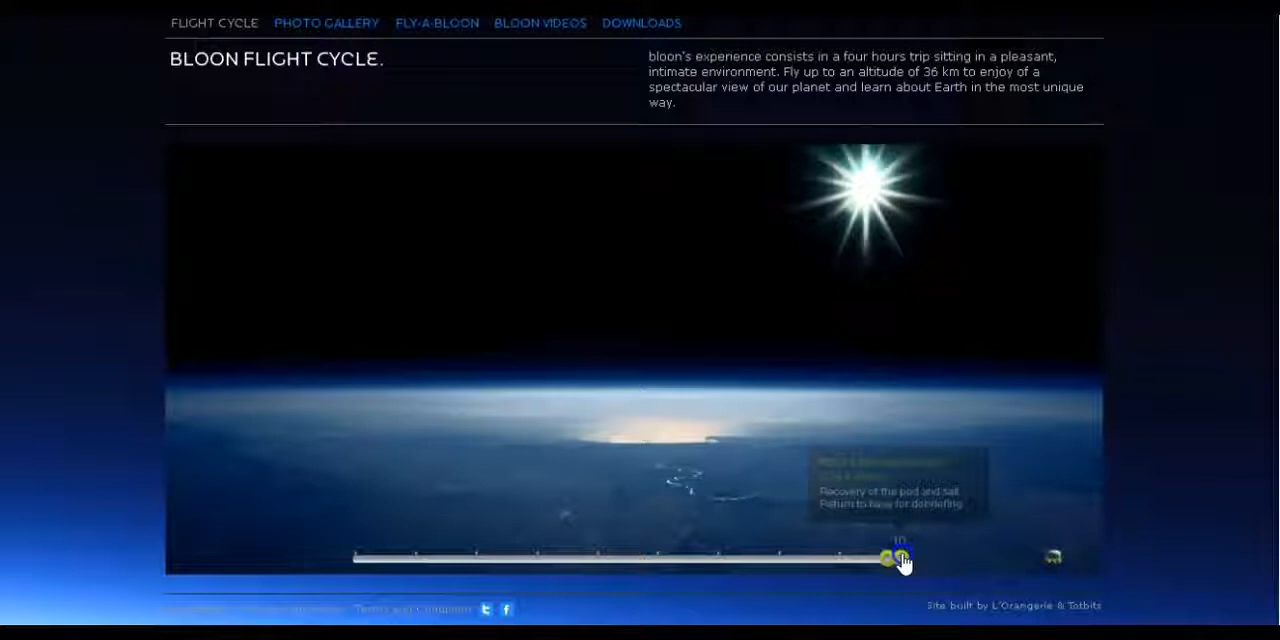 FLIGHT CYCLE PHOTO GALLERY FLY-A-BLOON BLOON VIDEOS DOWNLOADS
BLOON FLIGHT CYCLE.
bloon's experience consists in a four hours trip sitting in a pleasant,
intimate environment. Fly up to an altitude of 36 km to enjoy of a
spectacular view of our planet and learn about Earth in the most unique
way.
Recovery of the pod and sail
Return to base for debriefing
10
Terms and Conditions
Site built by L'Orangerie & Totbits